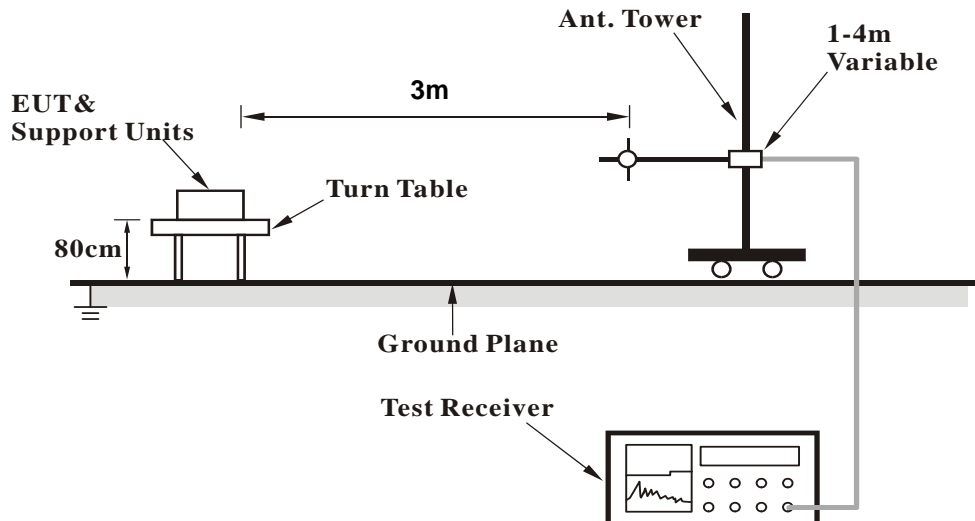 Ant. Tower
1-4m
Variable
3m
EUT&
Support Units
Turn Table
80cm
Ground Plane
Test Receiver